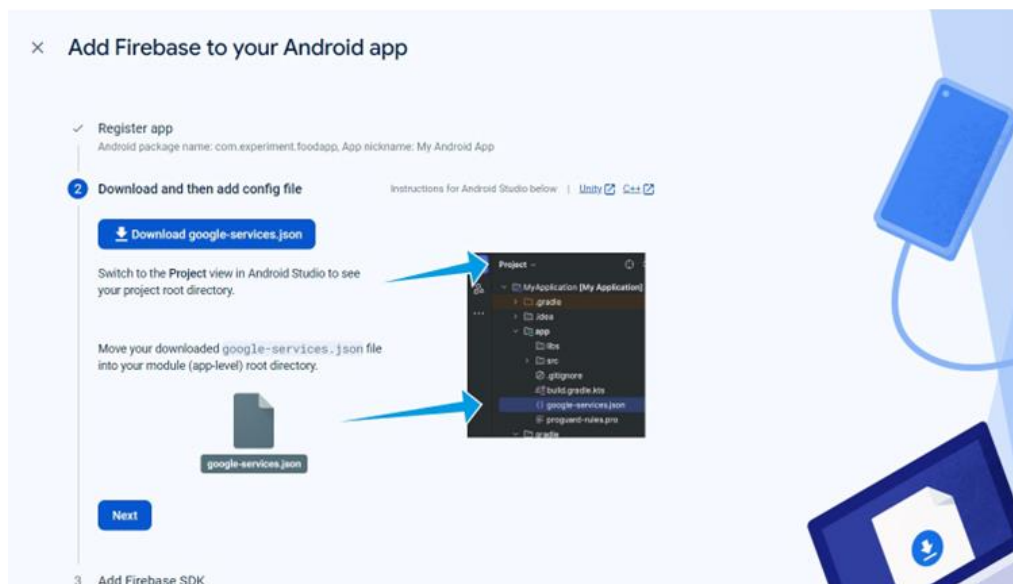 Add Firebase to your Android app
Register app
Android package name: com.experiment.foodapp, App nickname: My Android App
2 Download and then add config file
Instructions for Android Studio below | Unity C++
Download google-services.json
Switch to the Project view in Android Studio to see
your project root directory.
Project
MyApplication [My Application]
.gradle
.idea
app
libs
src
.gitignore
build.gradle.kts
google-services.json
proguard-rules.pro
gradle
Move your downloaded google-services.json file
into your module (app-level) root directory.
google-services.json
Next
3 Add Firebase SDK